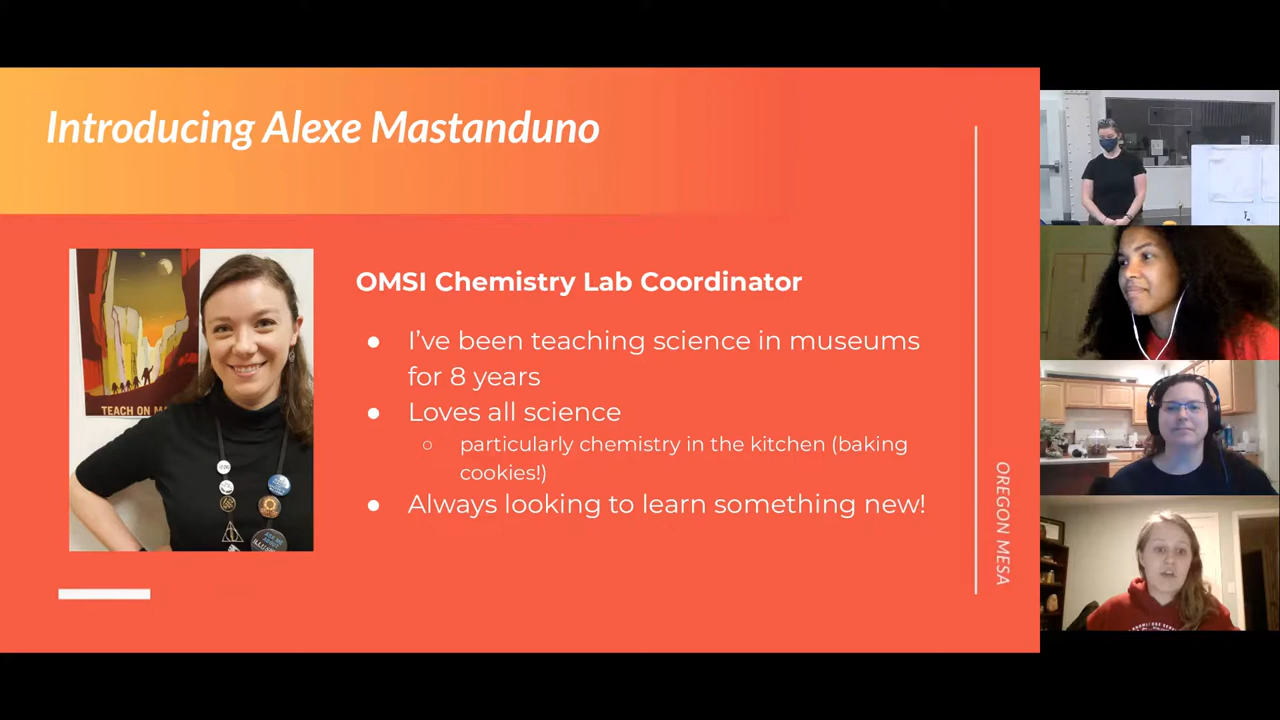 Introducing Alexe Mastanduno
OMSI Chemistry Lab Coordinator
● I’ve been teaching science in museums
for 8 years
● Loves all science
○ particularly chemistry in the kitchen (baking
cookies!)
● Always looking to learn something new!
TEACH ON MA
OREGON MESA